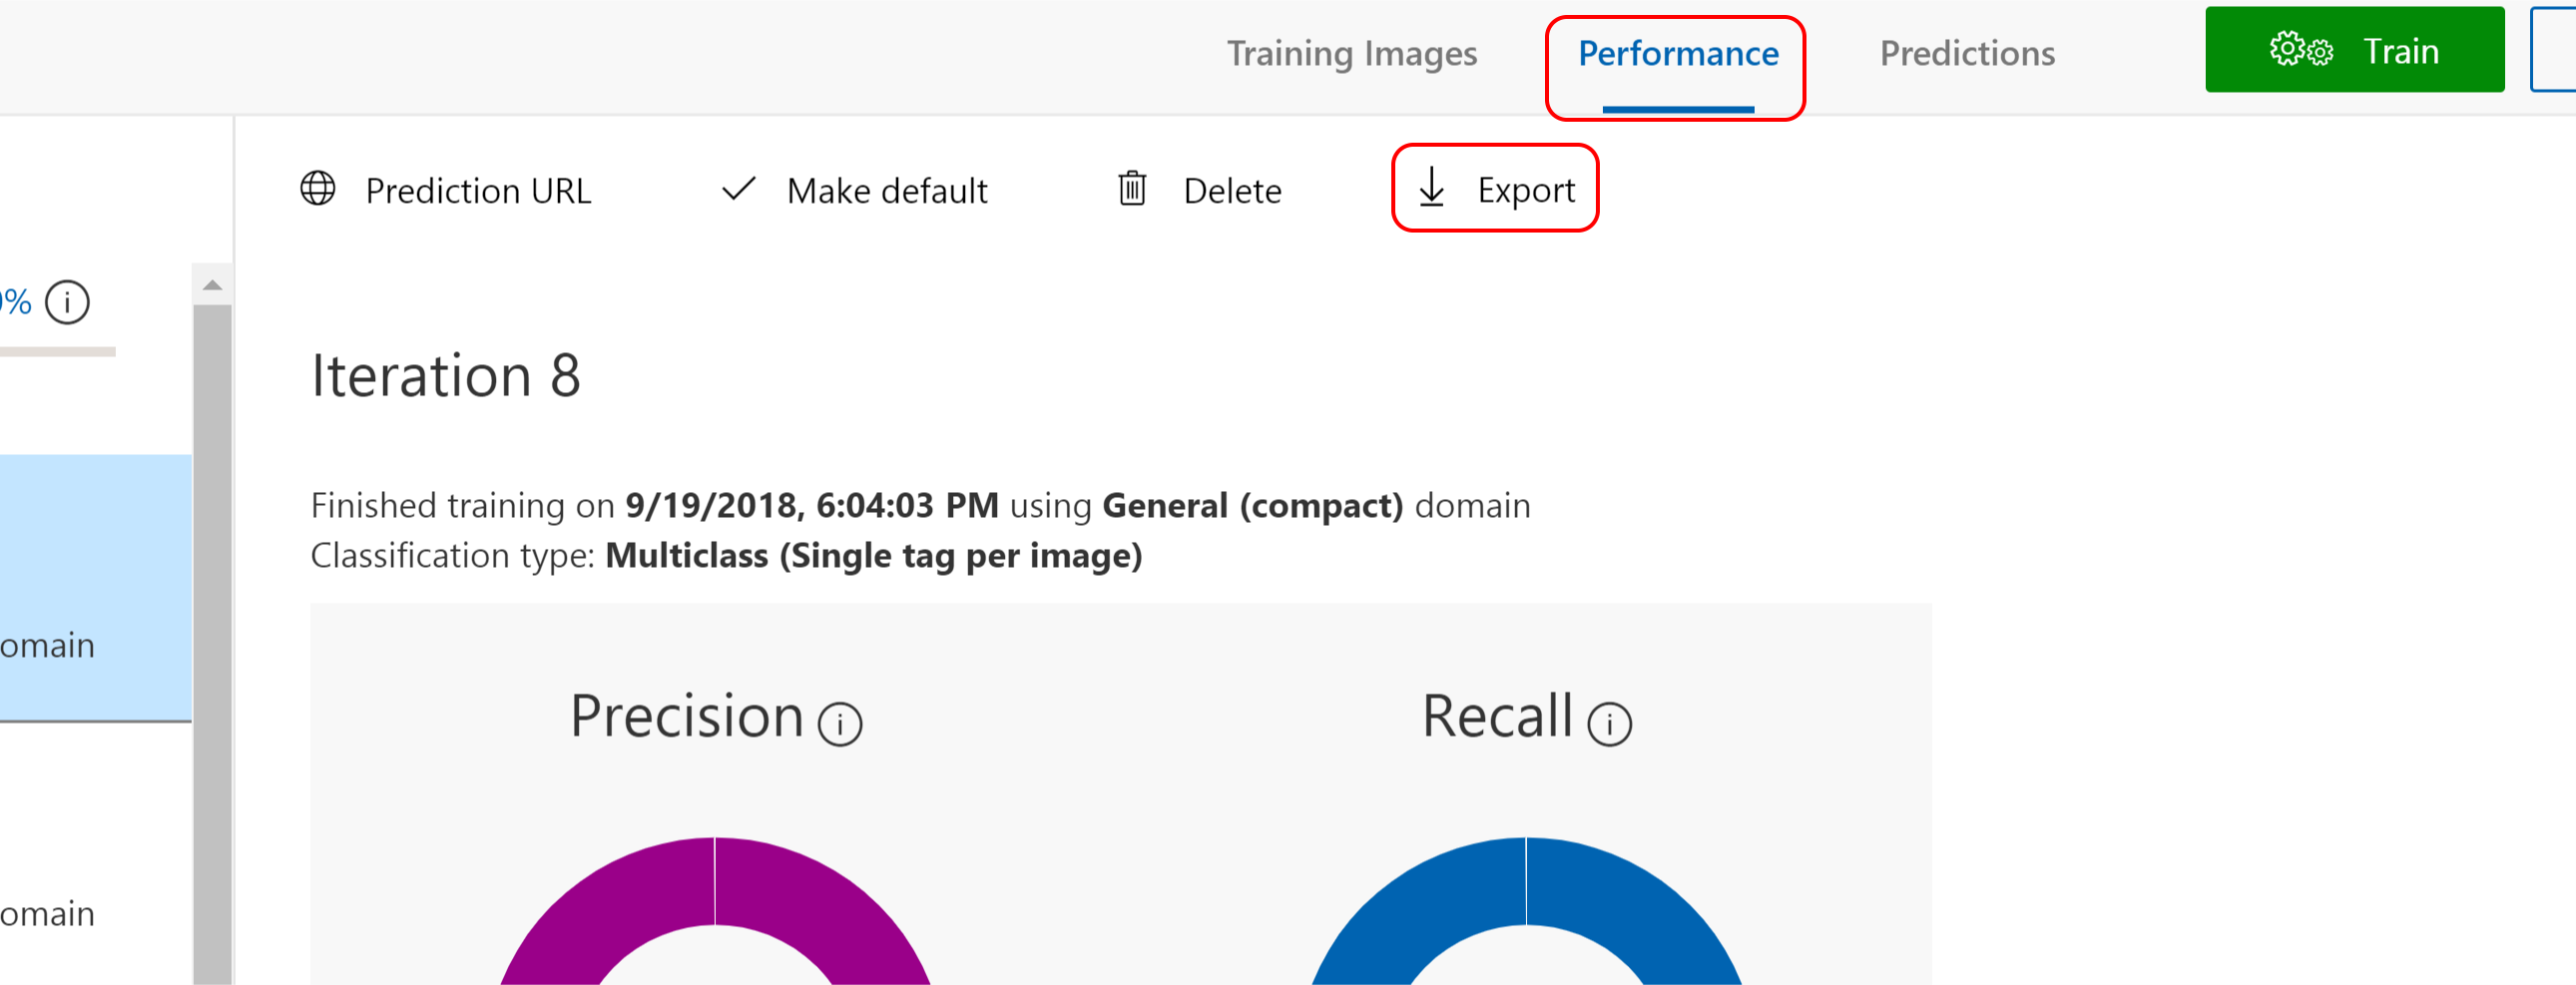 Training Images Performance Predictions Train
Prediction URL Make default Delete Export
%
Iteration 8
Finished training on 9/19/2018, 6:04:03 PM using General (compact) domain
Classification type: Multiclass (Single tag per image)
omain
Precision Recall
omain